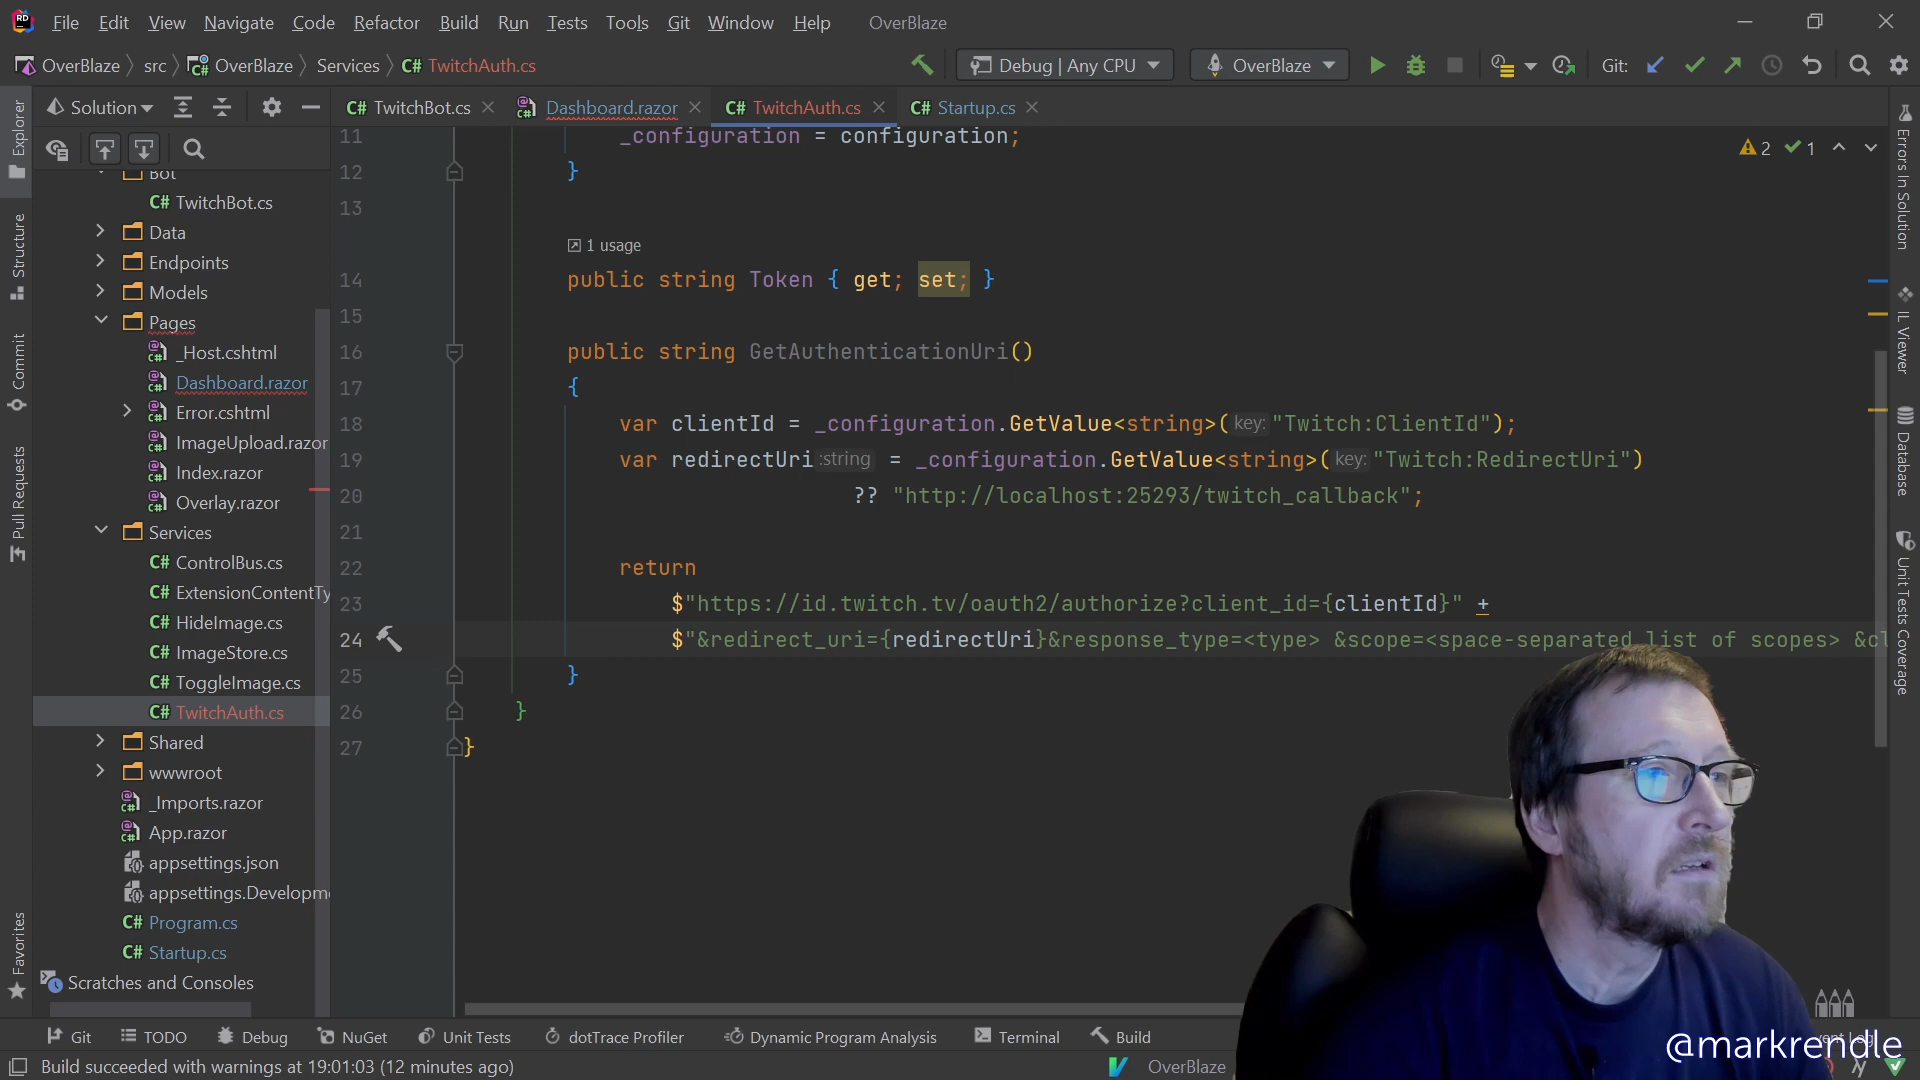 File Edit View Navigate Code Refactor Build Run Tests Tools Git Window Help OverBlaze
OverBlaze src OverBlaze Services C# TwitchAuth.cs Debug | Any CPU OverBlaze Git:
Solution C# TwitchBot.cs Dashboard.razor C# TwitchAuth.cs C# Startup.cs
Explorer
Structure
Commit
Pull Requests
Favorites
Bot
C# TwitchBot.cs
Data
Endpoints
Models
Pages
_Host.cshtml
Dashboard.razor
Error.cshtml
ImageUpload.razor
Index.razor
Overlay.razor
Services
C# ControlBus.cs
C# ExtensionContentTy
C# HideImage.cs
C# ImageStore.cs
C# ToggleImage.cs
C# TwitchAuth.cs
Shared
wwwroot
_Imports.razor
App.razor
appsettings.json
appsettings.Developm
C# Program.cs
C# Startup.cs
Scratches and Consoles
2 1
11 _configuration = configuration;
12 }
13
1 usage
14 public string Token { get; set; }
15
16 public string GetAuthenticationUri()
17 {
18 var clientId = _configuration.GetValue<string>( key: "Twitch:ClientId");
19 var redirectUri :string = _configuration.GetValue<string>( key: "Twitch:RedirectUri")
20 ?? "http://localhost:25293/twitch_callback";
21
22 return
23 $"https://id.twitch.tv/oauth2/authorize?client_id={clientId}" +
24 $"&redirect_uri={redirectUri}&response_type=<type> &scope=<space-separated list of scopes> &cl
25 }
26 }
27 }
Errors In Solution
IL Viewer
Database
Unit Tests Coverage
Git TODO Debug NuGet Unit Tests dotTrace Profiler Dynamic Program Analysis Terminal Build
@markrendle
Build succeeded with warnings at 19:01:03 (12 minutes ago) OverBlaze